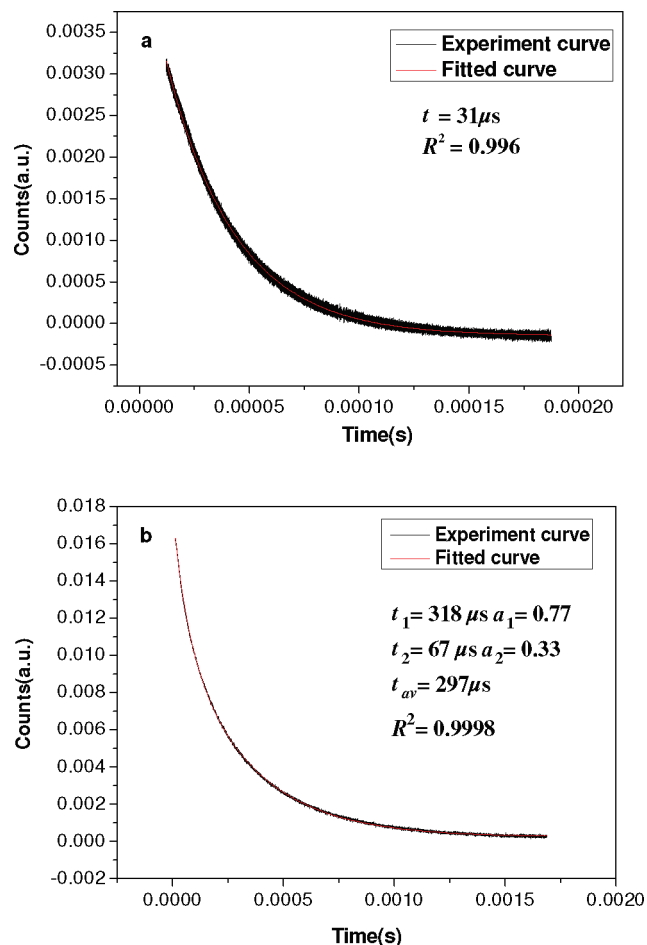 a
Experiment curve
Fitted curve
t = 31μs
R² = 0.996
Counts(a.u.)
0.0035
0.0030
0.0025
0.0020
0.0015
0.0010
0.0005
0.0000
-0.0005
0.00000 0.00005 0.00010 0.00015 0.00020
Time(s)
b
Experiment curve
Fitted curve
t₁= 318 μs a₁= 0.77
t₂= 67 μs a₂= 0.33
tₐᵥ= 297μs
R²= 0.9998
Counts(a.u.)
0.018
0.016
0.014
0.012
0.010
0.008
0.006
0.004
0.002
0.000
-0.002
0.0000 0.0005 0.0010 0.0015 0.0020
Time(s)